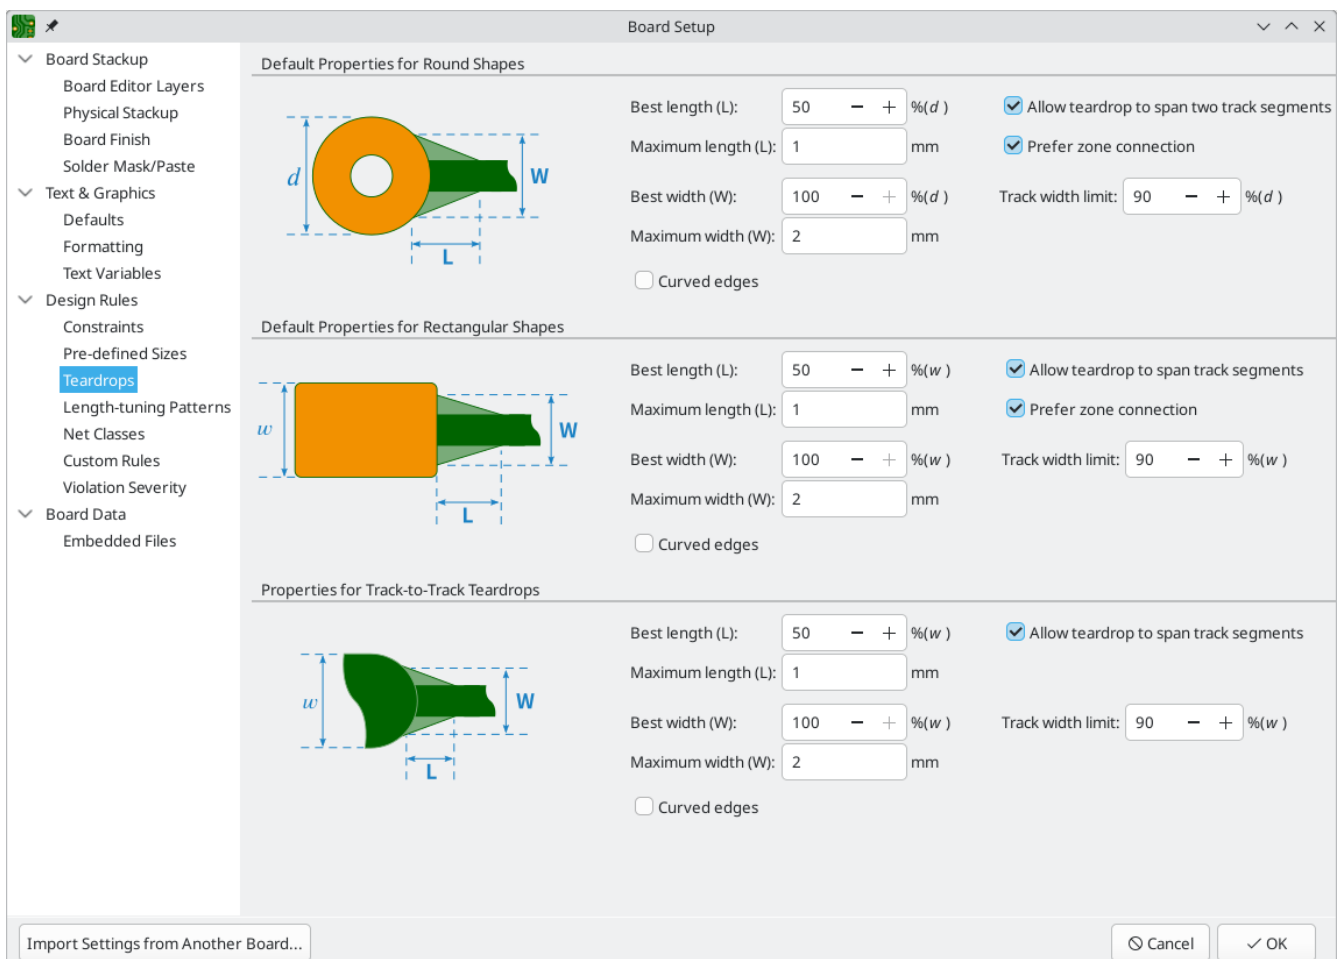 Board Setup
Board Stackup
Board Editor Layers
Physical Stackup
Board Finish
Solder Mask/Paste
Text & Graphics
Defaults
Formatting
Text Variables
Design Rules
Constraints
Pre-defined Sizes
Teardrops
Length-tuning Patterns
Net Classes
Custom Rules
Violation Severity
Board Data
Embedded Files
Default Properties for Round Shapes
d
W
L
Best length (L): 50 − + %(d )
Allow teardrop to span two track segments
Maximum length (L): 1 mm
Prefer zone connection
Best width (W): 100 − + %(d )
Track width limit: 90 − + %(d )
Maximum width (W): 2 mm
Curved edges
Default Properties for Rectangular Shapes
w
W
L
Best length (L): 50 − + %(w )
Allow teardrop to span track segments
Maximum length (L): 1 mm
Prefer zone connection
Best width (W): 100 − + %(w )
Track width limit: 90 − + %(w )
Maximum width (W): 2 mm
Curved edges
Properties for Track-to-Track Teardrops
w
W
L
Best length (L): 50 − + %(w )
Allow teardrop to span track segments
Maximum length (L): 1 mm
Best width (W): 100 − + %(w )
Track width limit: 90 − + %(w )
Maximum width (W): 2 mm
Curved edges
Import Settings from Another Board...
Cancel
OK